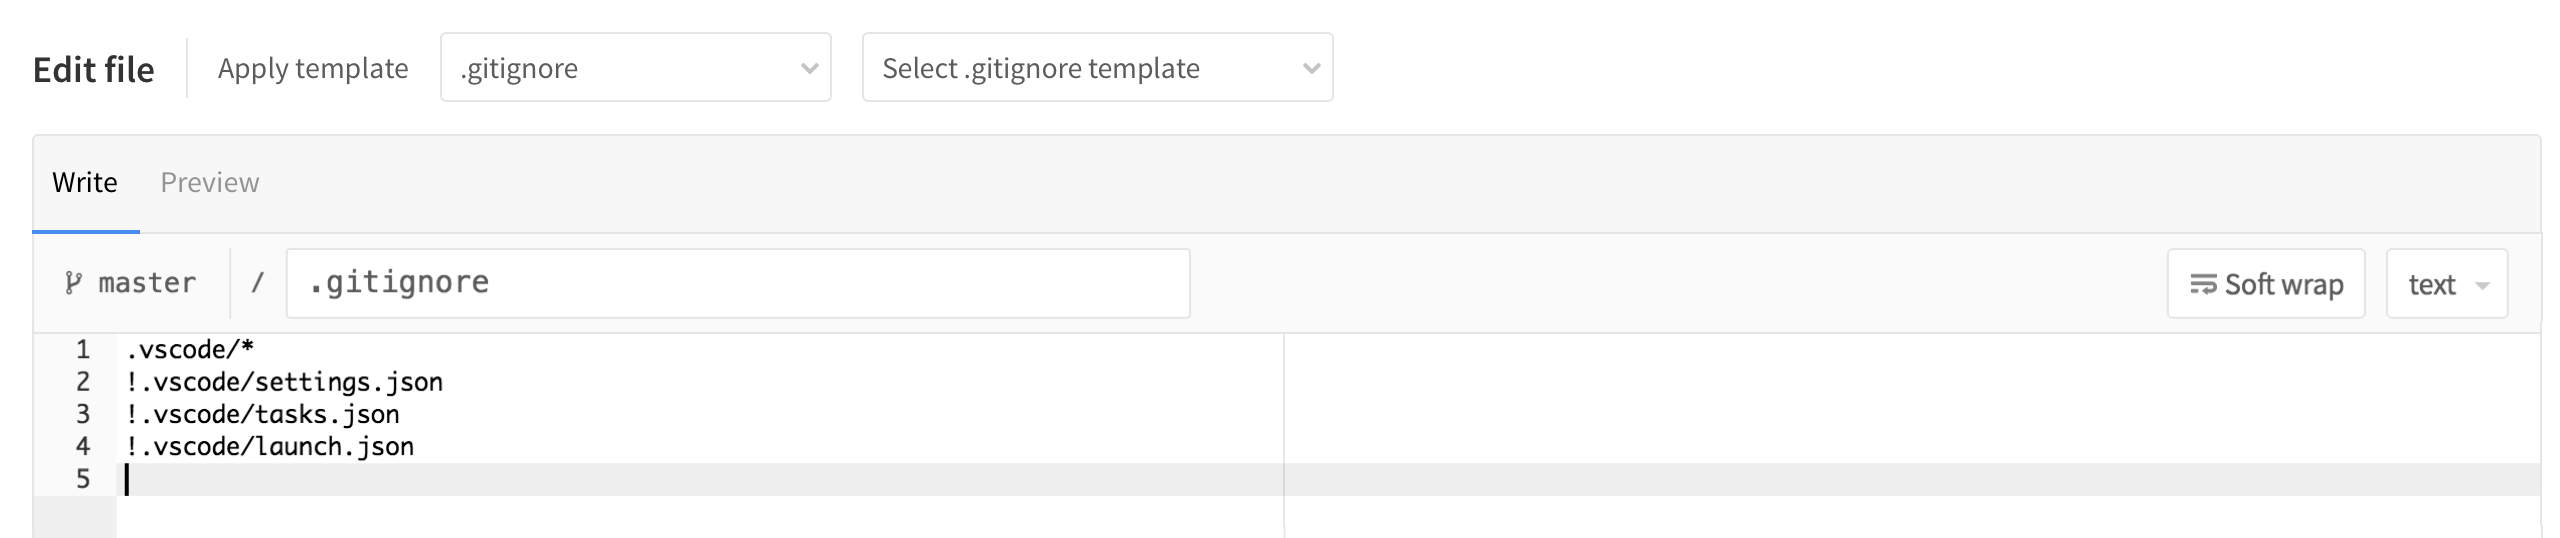 Edit file Apply template .gitignore Select .gitignore template
Write Preview
master / .gitignore Soft wrap text
1 .vscode/*
2 !.vscode/settings.json
3 !.vscode/tasks.json
4 !.vscode/launch.json
5